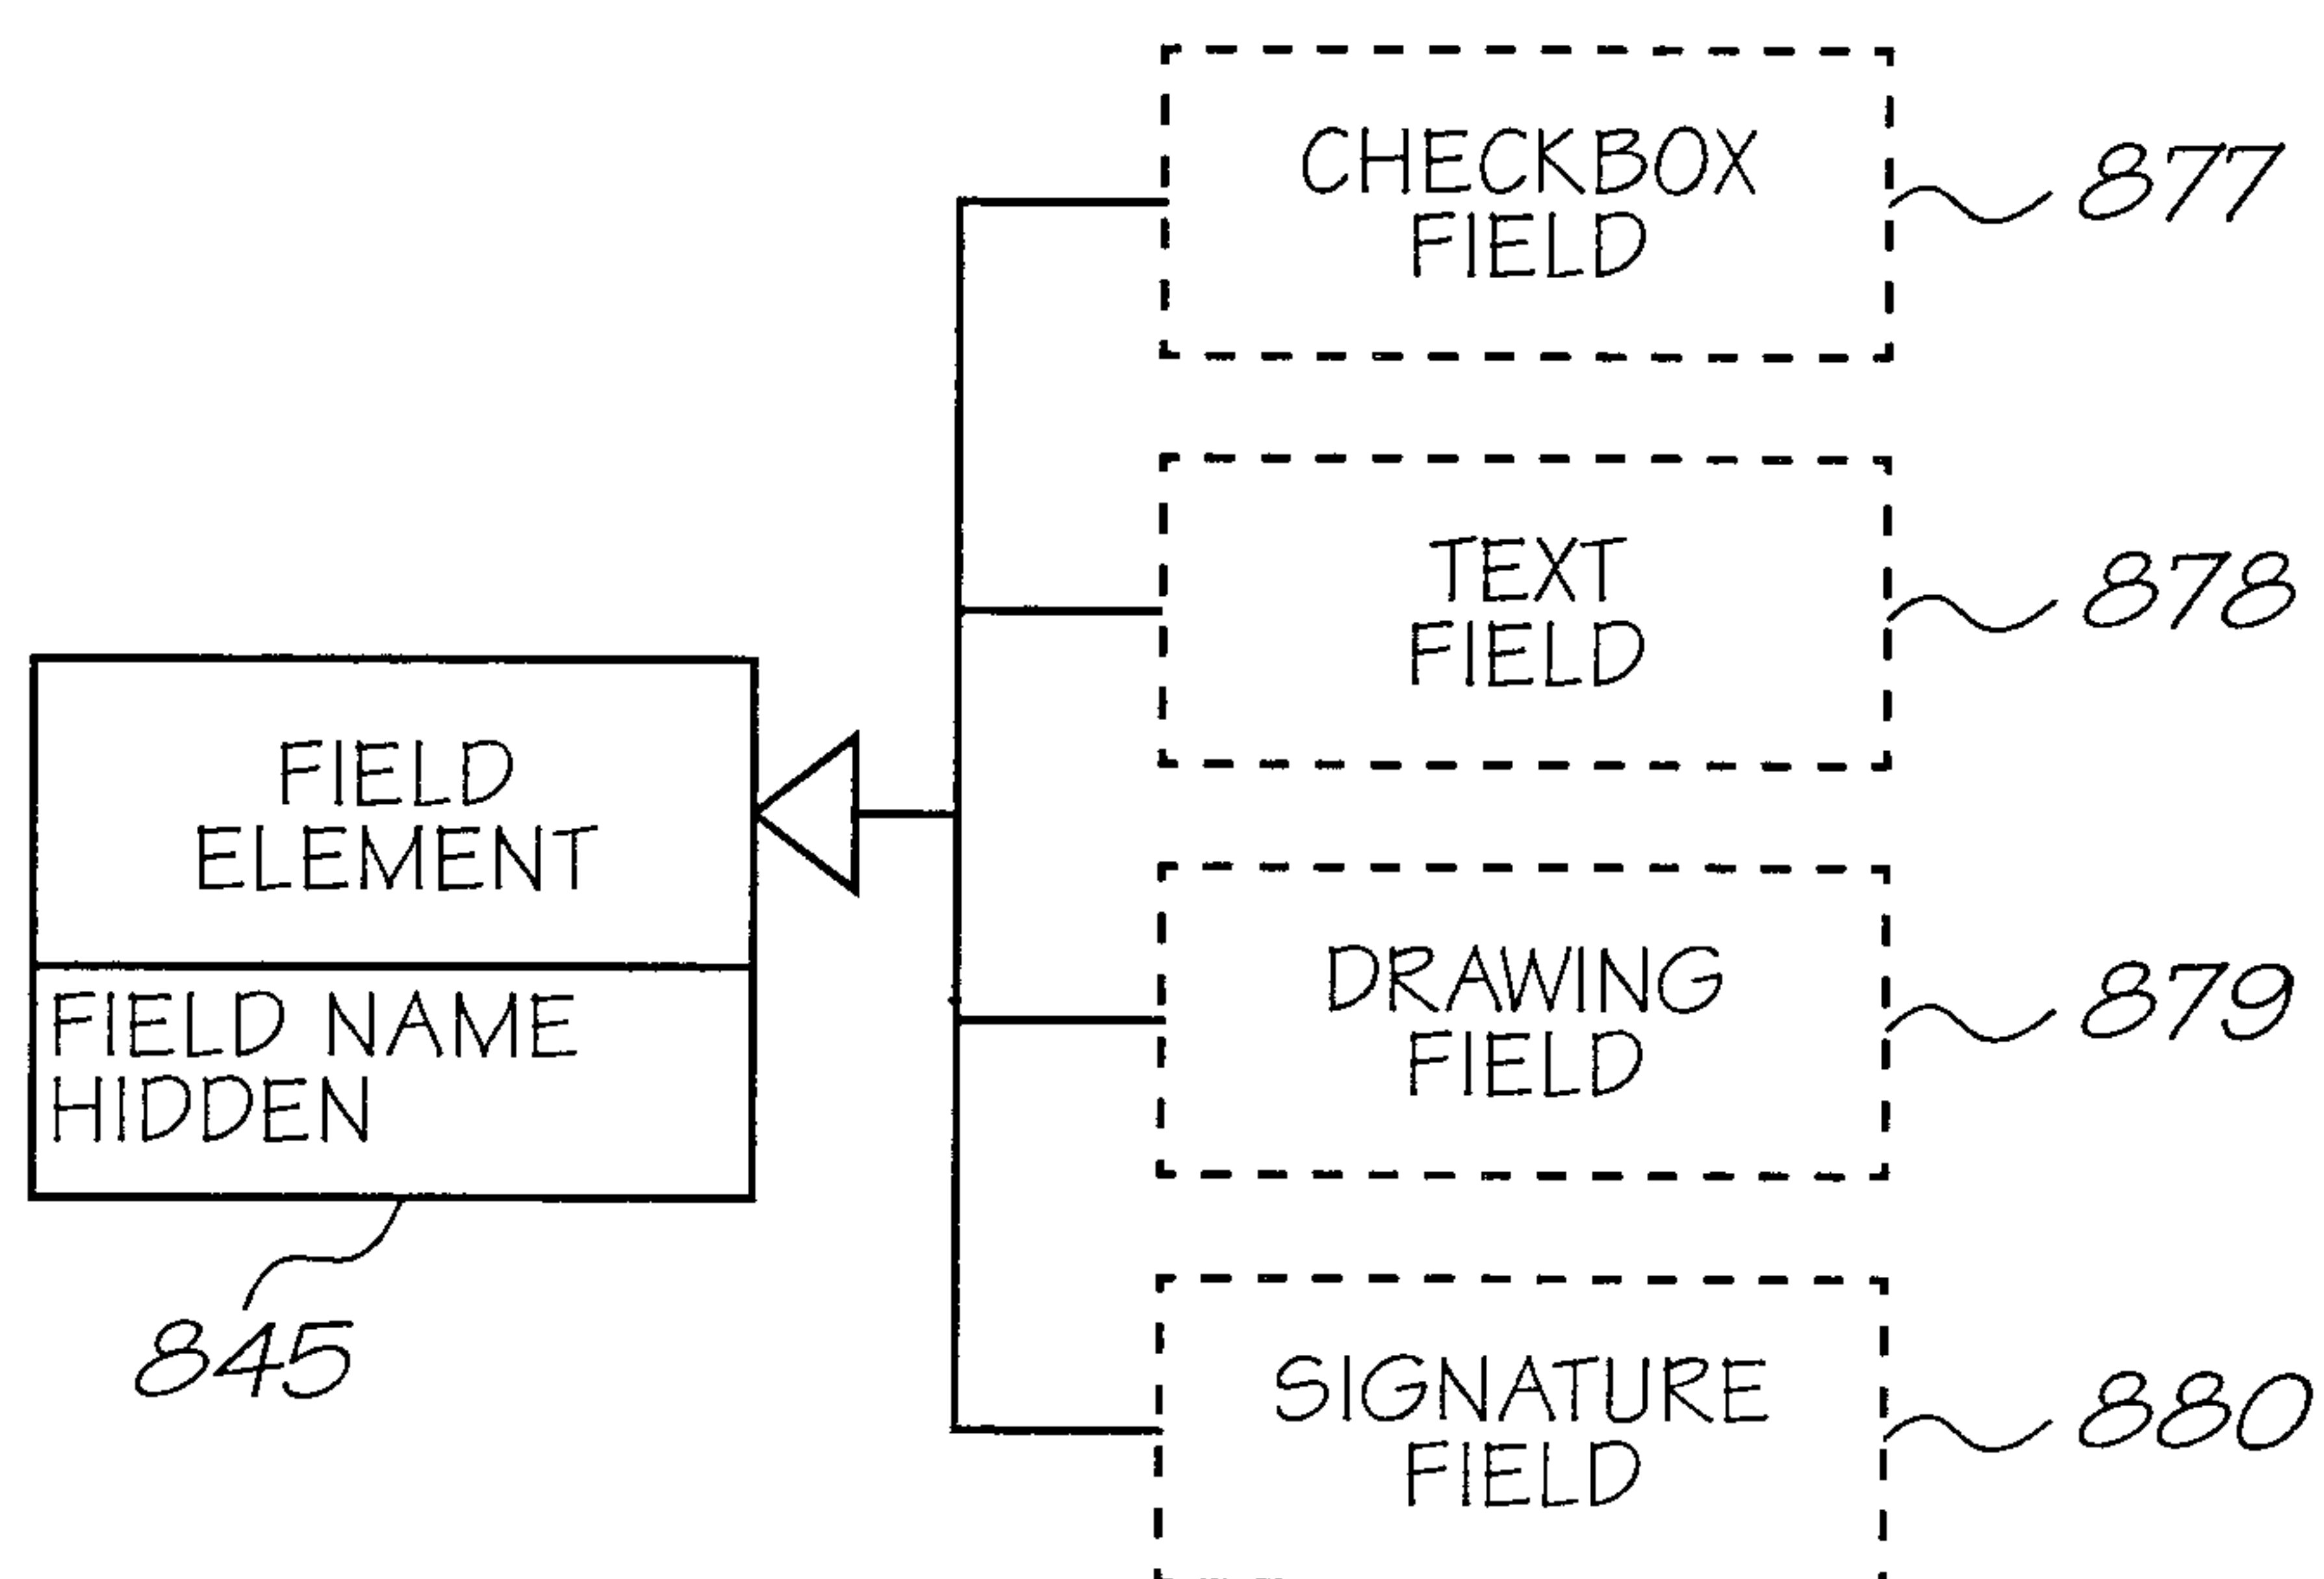 CHECKBOX
FIELD
877
TEXT
FIELD
878
FIELD
ELEMENT
FIELD NAME
HIDDEN
845
DRAWING
FIELD
879
SIGNATURE
FIELD
880